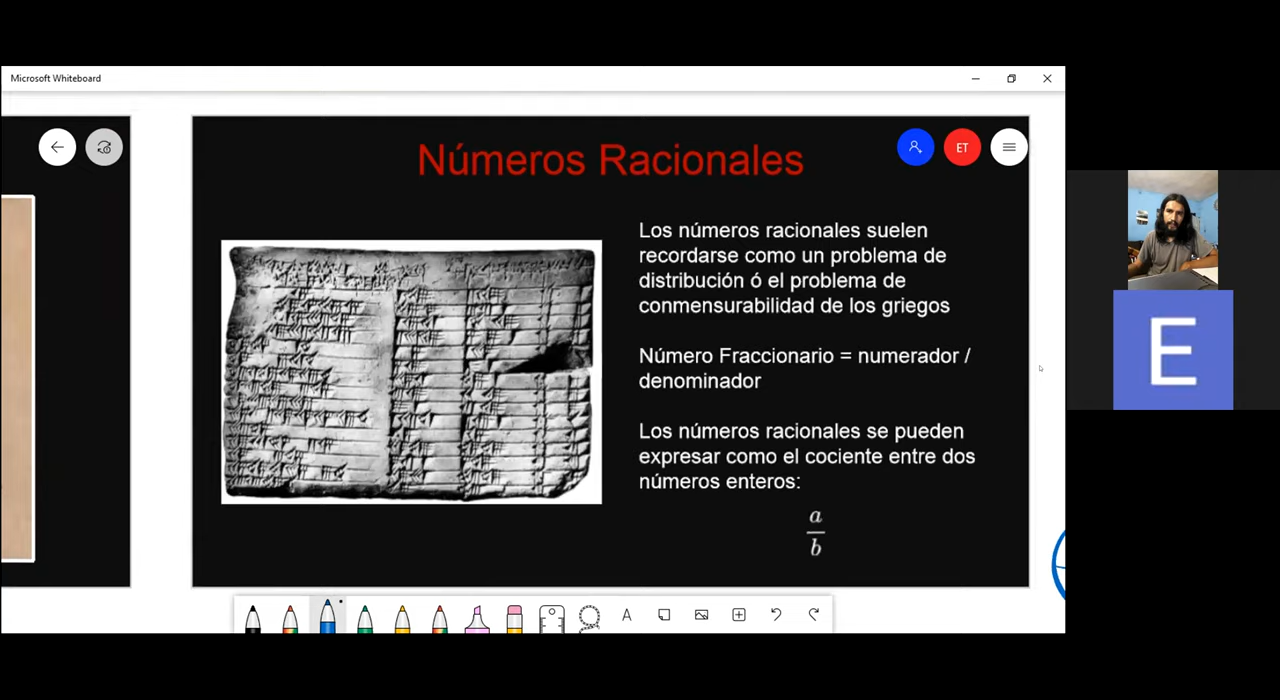 Microsoft Whiteboard
Números Racionales
ET
Los números racionales suelen
recordarse como un problema de
distribución ó el problema de
conmensurabilidad de los griegos
Número Fraccionario = numerador /
denominador
Los números racionales se pueden
expresar como el cociente entre dos
números enteros:
a
b
E
A